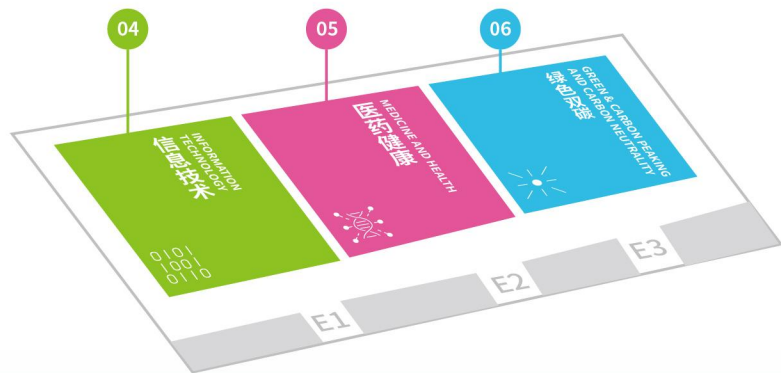 04
05
06
INFORMATION
TECHNOLOGY
信息技术
MEDICINE AND HEALTH
医药健康
GREEN & CARBON PEAKING
AND CARBON NEUTRALITY
绿色双碳
0101
1001
0110
E1
E2
E3